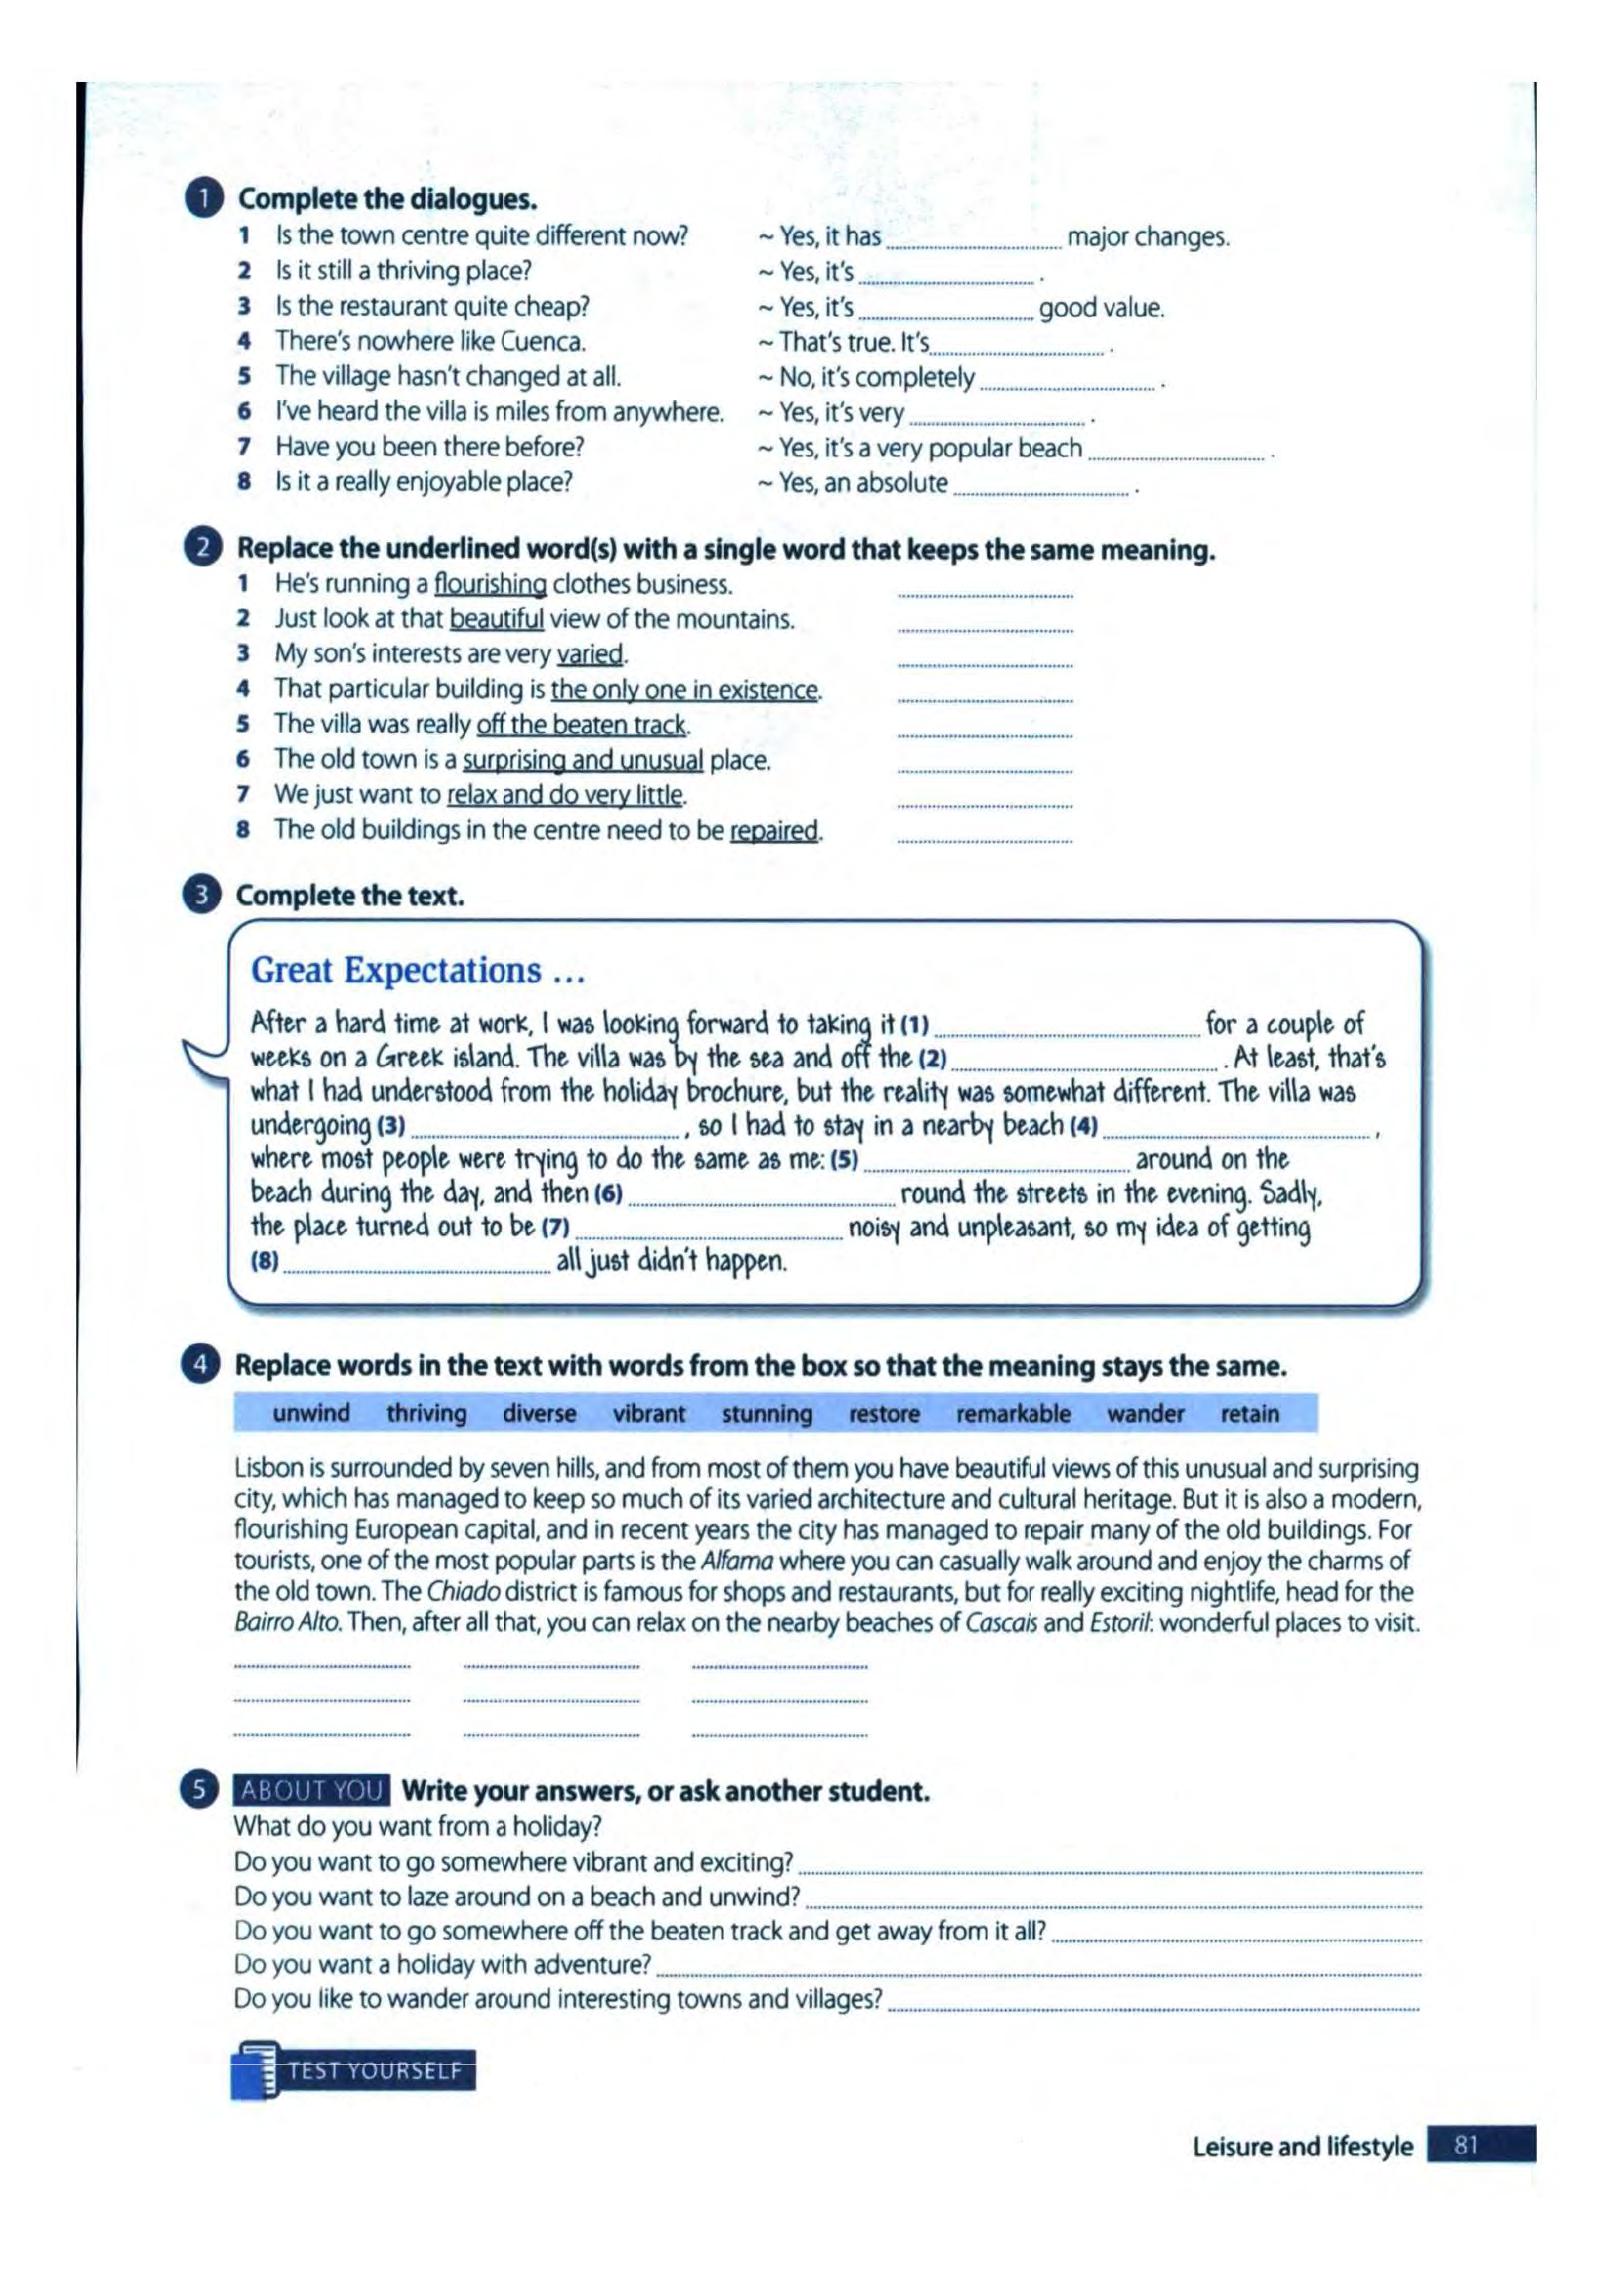 1 Complete the dialogues.
1 Is the town centre quite different now? ~ Yes, it has .............................. major changes.
2 Is it still a thriving place? ~ Yes, it's .............................. .
3 Is the restaurant quite cheap? ~ Yes, it's .............................. good value.
4 There's nowhere like Cuenca. ~ That's true. It's .............................. .
5 The village hasn't changed at all. ~ No, it's completely .............................. .
6 I've heard the villa is miles from anywhere. ~ Yes, it's very .............................. .
7 Have you been there before? ~ Yes, it's a very popular beach .............................. .
8 Is it a really enjoyable place? ~ Yes, an absolute .............................. .
2 Replace the underlined word(s) with a single word that keeps the same meaning.
1 He's running a flourishing clothes business. ..............................
2 Just look at that beautiful view of the mountains. ..............................
3 My son's interests are very varied. ..............................
4 That particular building is the only one in existence. ..............................
5 The villa was really off the beaten track. ..............................
6 The old town is a surprising and unusual place. ..............................
7 We just want to relax and do very little. ..............................
8 The old buildings in the centre need to be repaired. ..............................
3 Complete the text.
Great Expectations ...
After a hard time at work, I was looking forward to taking it (1) .............................. for a couple of
weeks on a Greek island. The villa was by the sea and off the (2) .............................. . At least, that's
what I had understood from the holiday brochure, but the reality was somewhat different. The villa was
undergoing (3) .............................. , so I had to stay in a nearby beach (4) .............................. ,
where most people were trying to do the same as me: (5) .............................. around on the
beach during the day, and then (6) .............................. round the streets in the evening. Sadly,
the place turned out to be (7) .............................. noisy and unpleasant, so my idea of getting
(8) .............................. all just didn't happen.
4 Replace words in the text with words from the box so that the meaning stays the same.
unwind thriving diverse vibrant stunning restore remarkable wander retain
Lisbon is surrounded by seven hills, and from most of them you have beautiful views of this unusual and surprising
city, which has managed to keep so much of its varied architecture and cultural heritage. But it is also a modern,
flourishing European capital, and in recent years the city has managed to repair many of the old buildings. For
tourists, one of the most popular parts is the Alfama where you can casually walk around and enjoy the charms of
the old town. The Chiado district is famous for shops and restaurants, but for really exciting nightlife, head for the
Bairro Alto. Then, after all that, you can relax on the nearby beaches of Cascais and Estoril: wonderful places to visit.
.............................. .............................. ..............................
.............................. .............................. ..............................
.............................. .............................. ..............................
5 ABOUT YOU Write your answers, or ask another student.
What do you want from a holiday?
Do you want to go somewhere vibrant and exciting? ..............................
Do you want to laze around on a beach and unwind? ..............................
Do you want to go somewhere off the beaten track and get away from it all? ..............................
Do you want a holiday with adventure? ..............................
Do you like to wander around interesting towns and villages? ..............................
TEST YOURSELF
Leisure and lifestyle 81